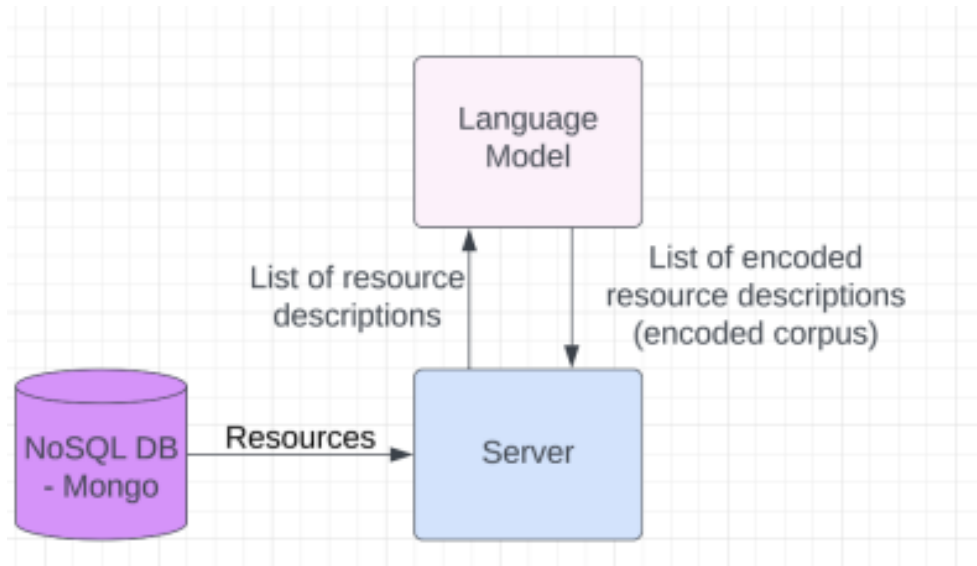 Language
Model
List of resource
descriptions
List of encoded
resource descriptions
(encoded corpus)
NoSQL DB
- Mongo
Resources
Server